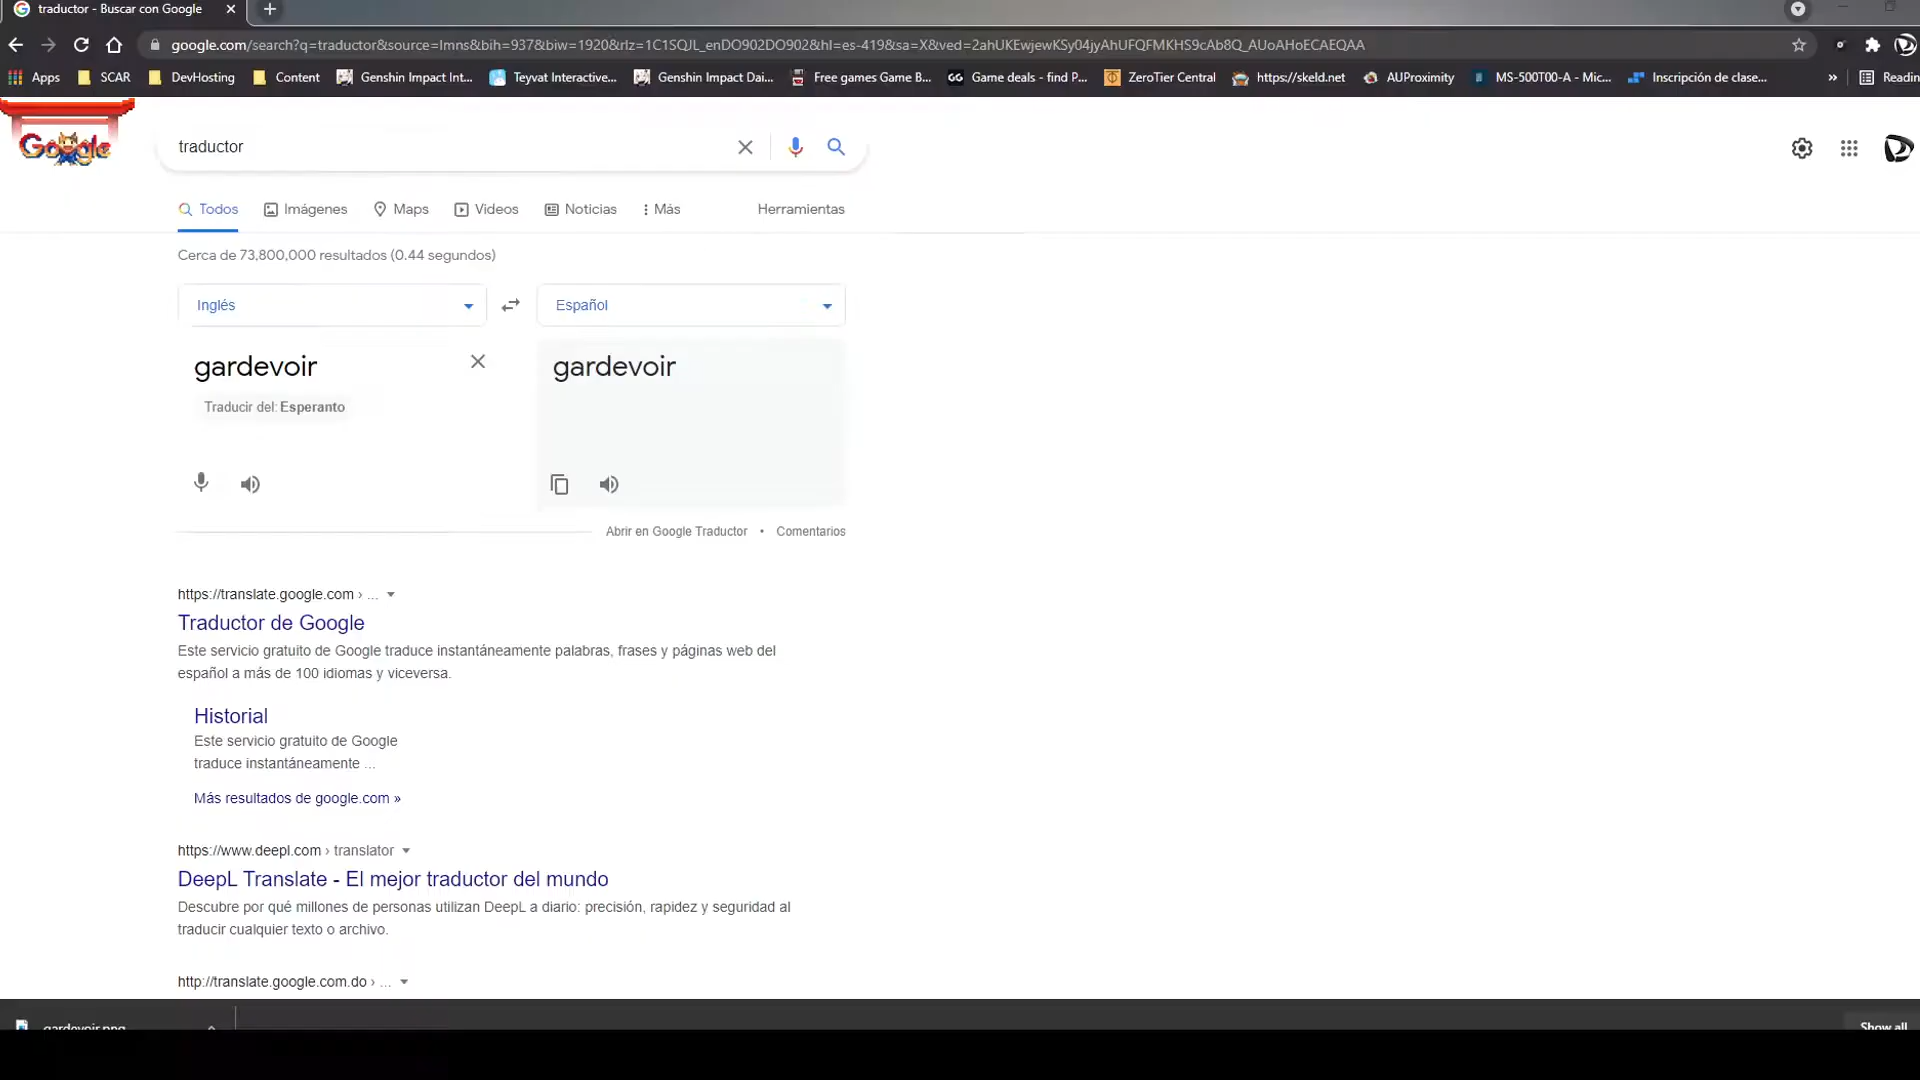 traductor - Buscar con Google
google.com/search?q=traductor&source=lmns&bih=937&biw=1920&rlz=1C1SQJL_enDO902DO902&hl=es-419&sa=X&ved=2ahUKEwjewKSy04jyAhUFQFMKHS9cAb8Q_AUoAHoECAEQAA
Apps SCAR DevHosting Content Genshin Impact Int... Teyvat Interactive... Genshin Impact Dai... Free games Game B... Game deals - find P... ZeroTier Central https://skeld.net AUProximity MS-500T00-A - Mic... Inscripción de clase... » Readin
Google
traductor
Todos Imágenes Maps Videos Noticias Más Herramientas
Cerca de 73,800,000 resultados (0.44 segundos)
Inglés Español
gardevoir gardevoir
Traducir del: Esperanto
Abrir en Google Traductor • Comentarios
https://translate.google.com › ...
Traductor de Google
Este servicio gratuito de Google traduce instantáneamente palabras, frases y páginas web del
español a más de 100 idiomas y viceversa.
Historial
Este servicio gratuito de Google
traduce instantáneamente ...
Más resultados de google.com »
https://www.deepl.com › translator
DeepL Translate - El mejor traductor del mundo
Descubre por qué millones de personas utilizan DeepL a diario: precisión, rapidez y seguridad al
traducir cualquier texto o archivo.
http://translate.google.com.do › ...
gardevoir.png Show all